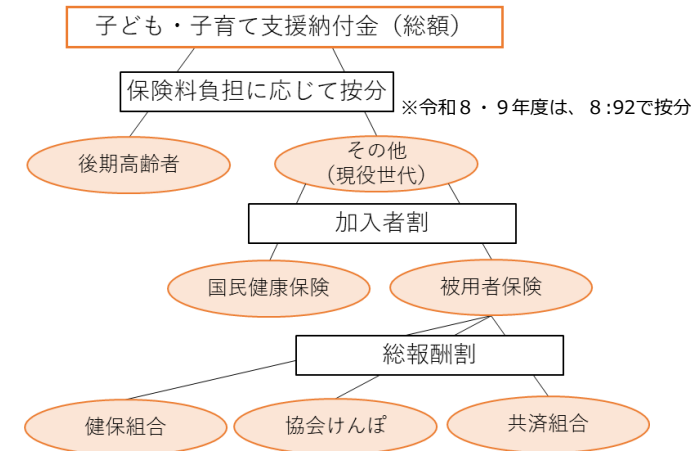 子ども・子育て支援納付金（総額）
保険料負担に応じて按分
※令和８・９年度は、８:92で按分
後期高齢者
その他
（現役世代）
加入者割
国民健康保険
被用者保険
総報酬割
健保組合
協会けんぽ
共済組合